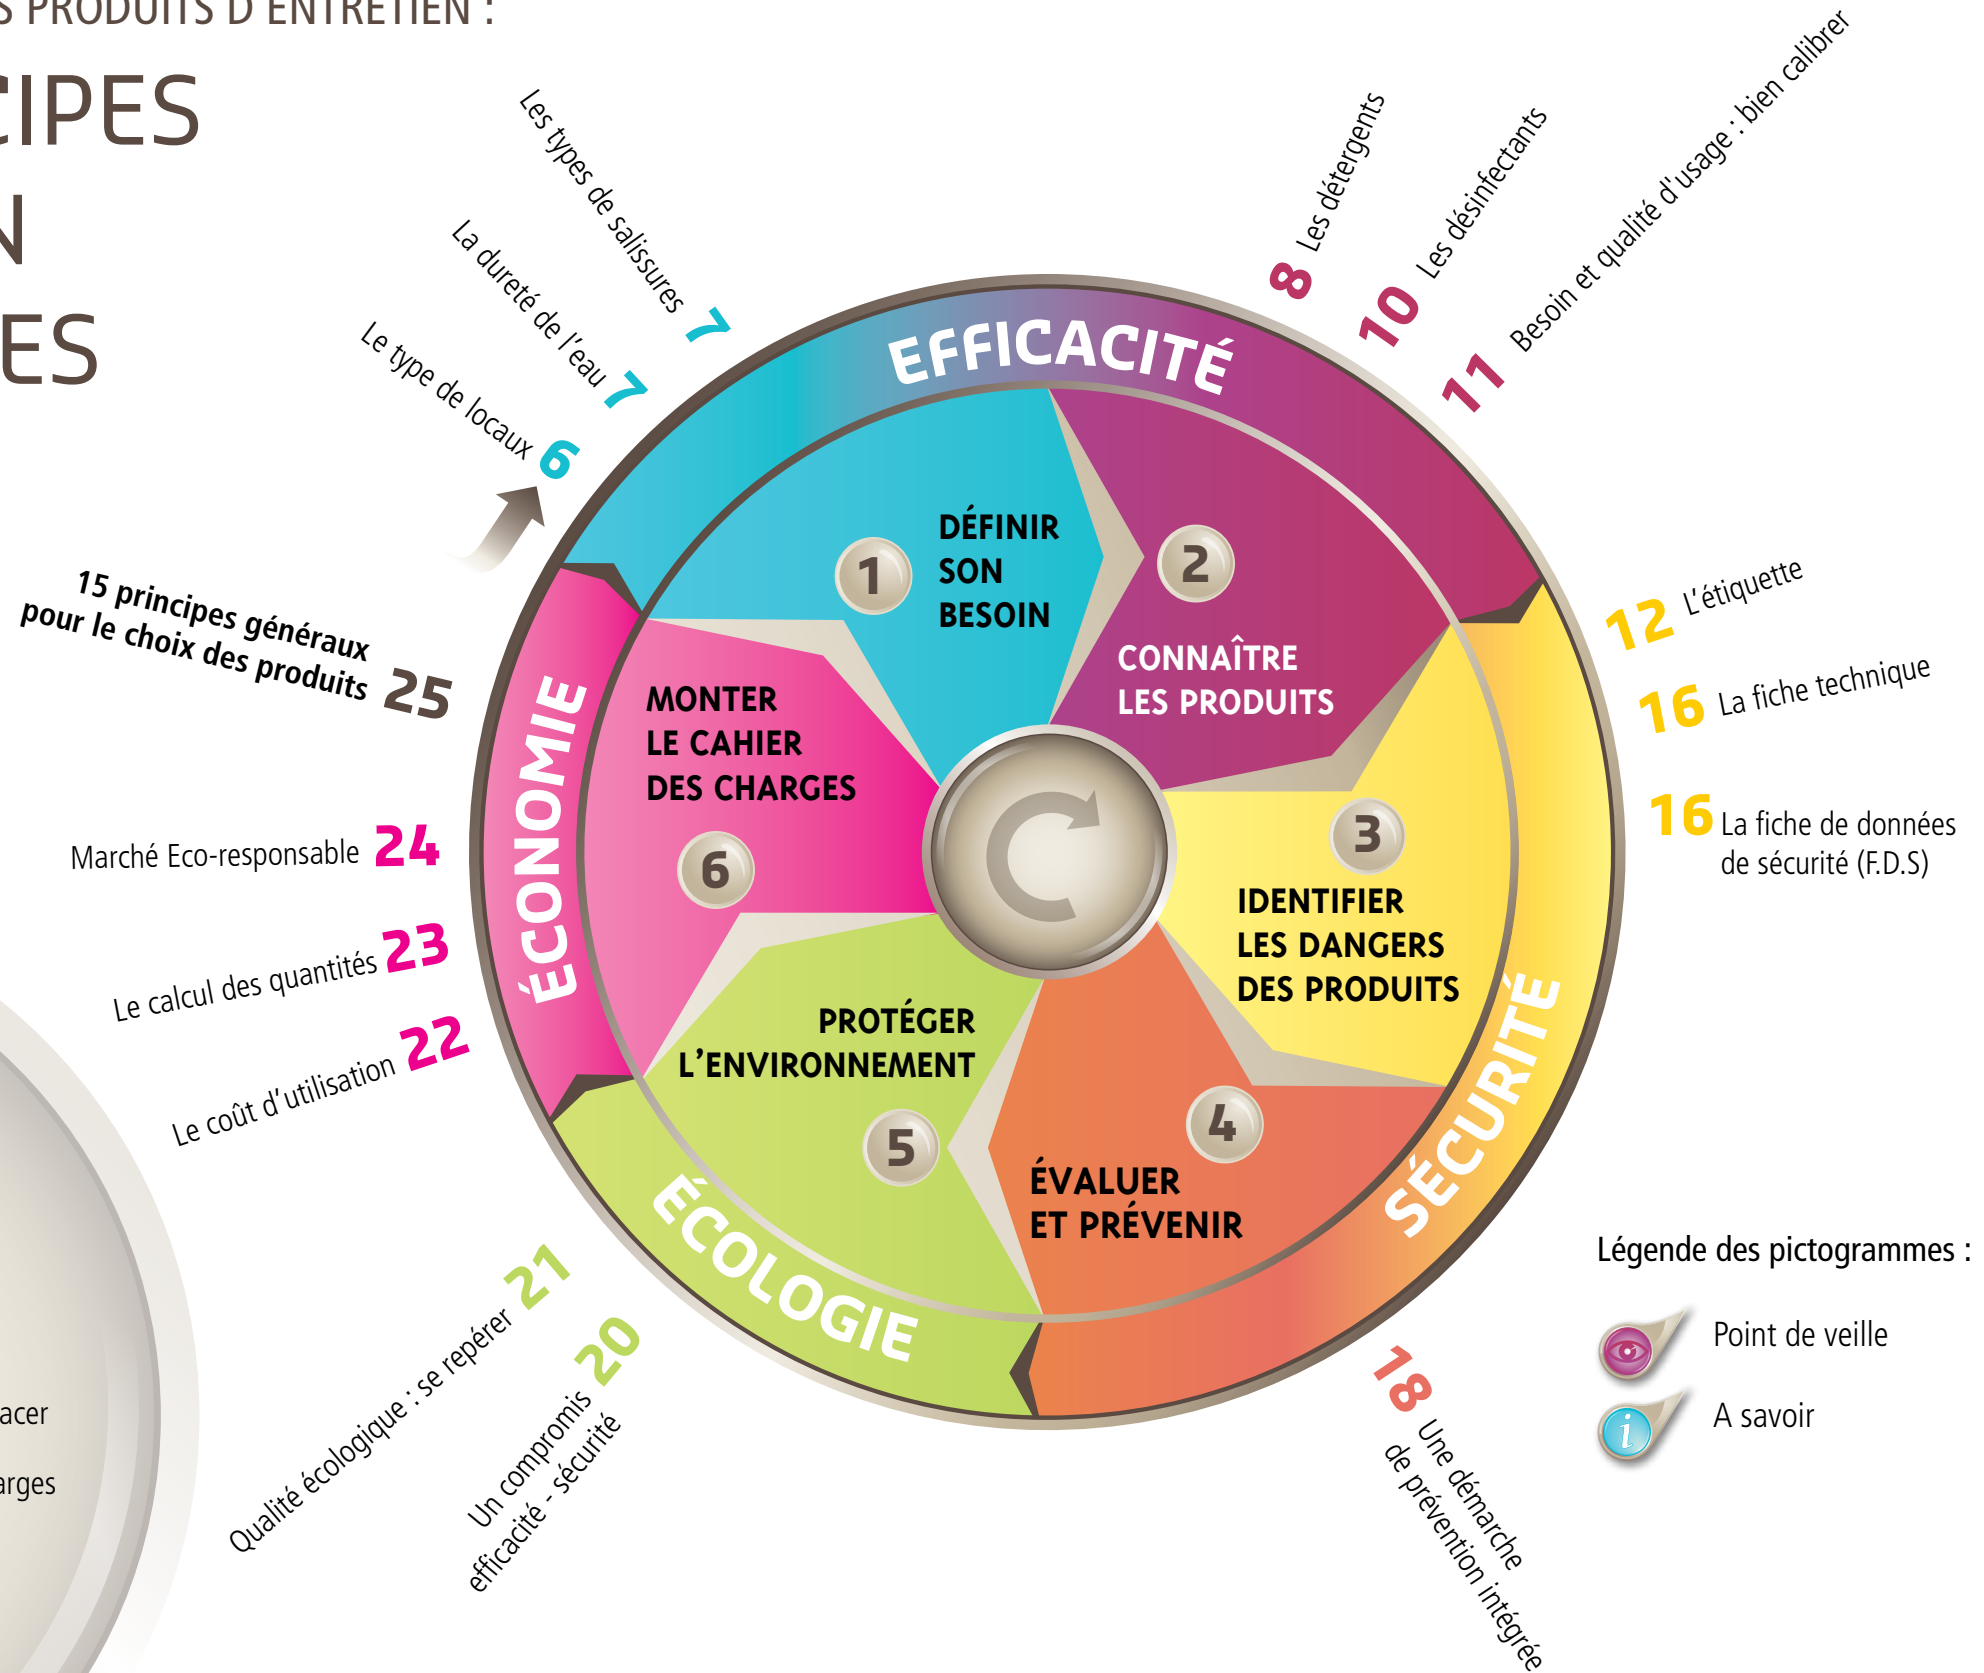 S PRODUITS D'ENTRETIEN :
CIPES
N
ES
EFFICACITÉ
SÉCURITÉ
ÉCOLOGIE
ÉCONOMIE
1
DÉFINIR
SON
BESOIN
2
CONNAÎTRE
LES PRODUITS
3
IDENTIFIER
LES DANGERS
DES PRODUITS
4
ÉVALUER
ET PRÉVENIR
5
PROTÉGER
L'ENVIRONNEMENT
6
MONTER
LE CAHIER
DES CHARGES
Le type de locaux 6
La dureté de l'eau 7
Les types de salissures 7
8 Les détergents
10 Les désinfectants
11 Besoin et qualité d'usage : bien calibrer
12 L'étiquette
16 La fiche technique
16 La fiche de données
de sécurité (F.D.S)
18 Une démarche
de prévention intégrée
Un compromis 20
efficacité - sécurité
Qualité écologique : se repérer 21
Le coût d'utilisation 22
Le calcul des quantités 23
Marché Eco-responsable 24
15 principes généraux
pour le choix des produits 25
Légende des pictogrammes :
Point de veille
i
A savoir
acer
arges